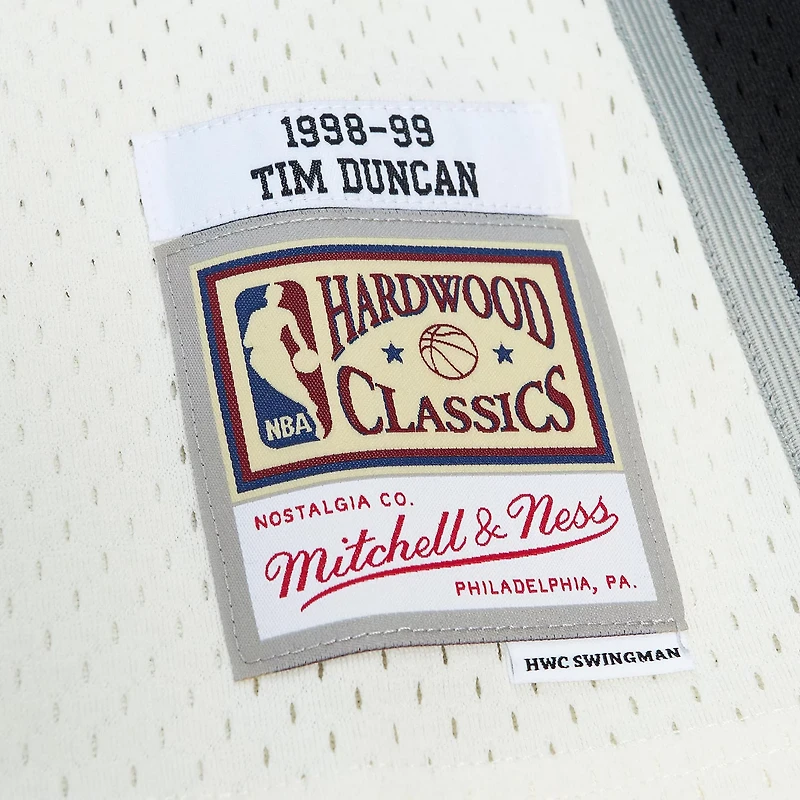 1998-99
TIM DUNCAN
HARDWOOD
CLASSICS
NBA
NOSTALGIA CO.
Mitchell & Ness
PHILADELPHIA, PA.
HWC SWINGMAN